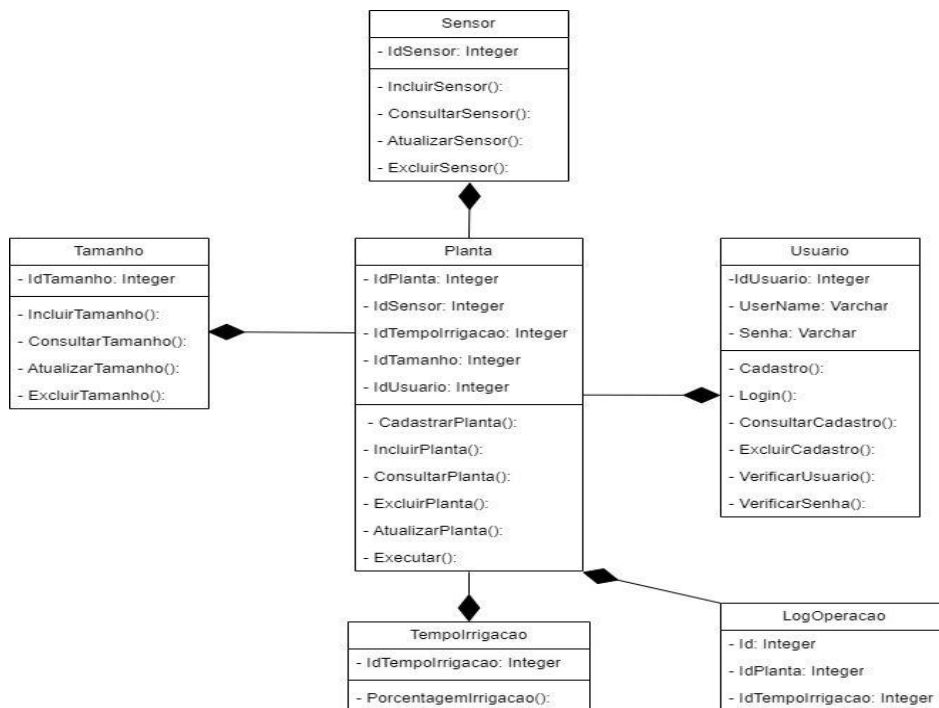 Sensor
- IdSensor: Integer
- IncluirSensor():
- ConsultarSensor():
- AtualizarSensor():
- ExcluirSensor():
Tamanho
- IdTamanho: Integer
- IncluirTamanho():
- ConsultarTamanho():
- AtualizarTamanho():
- ExcluirTamanho():
Planta
- IdPlanta: Integer
- IdSensor: Integer
- IdTempoIrrigacao: Integer
- IdTamanho: Integer
- IdUsuario: Integer
- CadastrarPlanta():
- IncluirPlanta():
- ConsultarPlanta():
- ExcluirPlanta():
- AtualizarPlanta():
- Executar():
Usuario
-IdUsuario: Integer
- UserName: Varchar
- Senha: Varchar
- Cadastro():
- Login():
- ConsultarCadastro():
- ExcluirCadastro():
- VerificarUsuario():
- VerificarSenha():
TempoIrrigacao
- IdTempoIrrigacao: Integer
- PorcentagemIrrigacao():
LogOperacao
- Id: Integer
- IdPlanta: Integer
- IdTempoIrrigacao: Integer